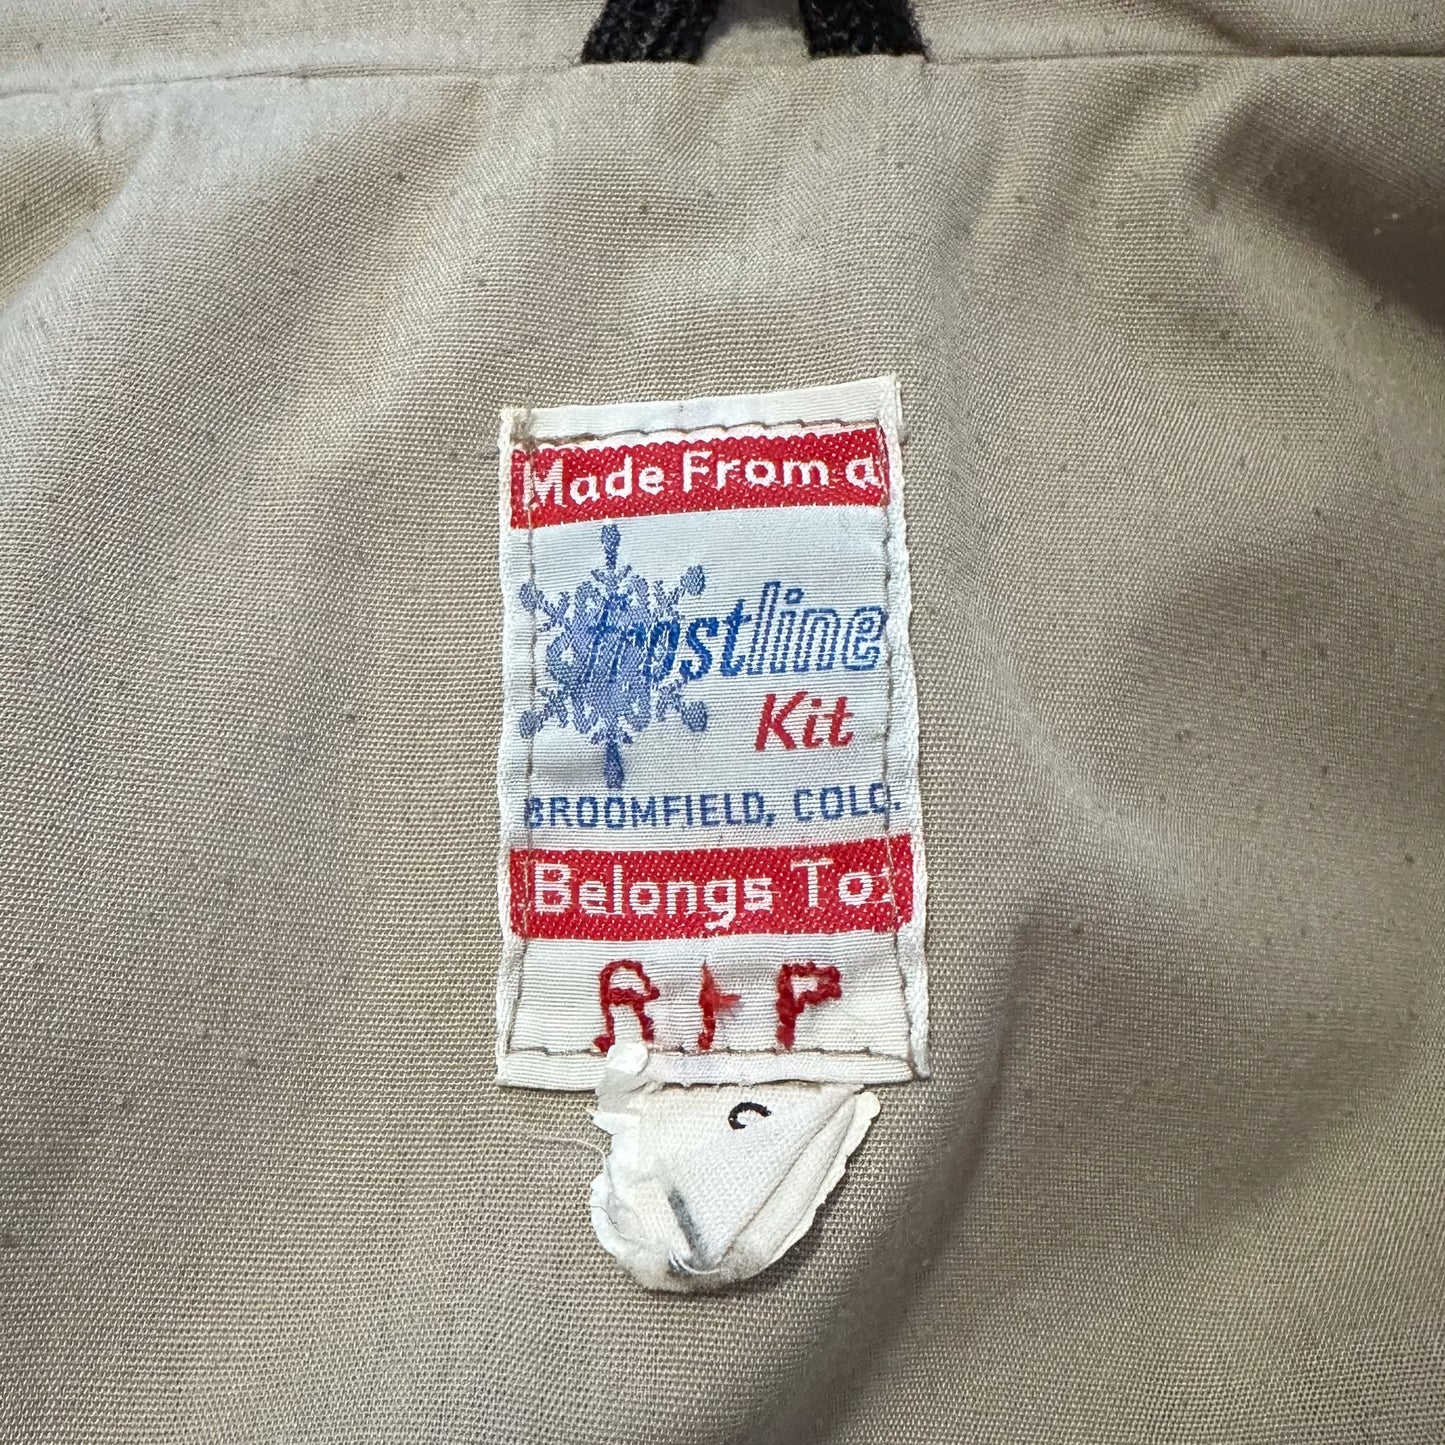 Made From a
frostline
Kit
BROOMFIELD, COLO.
Belongs To: